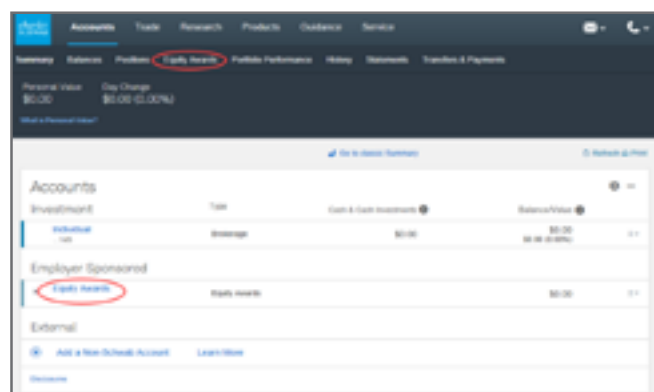 charles SCHWAB
Accounts Trade Research Products Guidance Service
Summary Balances Positions Equity Awards Portfolio Performance History Statements Transfers & Payments
Personal Value Day Change
$0.00 $0.00 (0.00%)
What is Personal Value?
Go to classic Summary Refresh Print
Accounts
Investment Type Cash & Cash Investments Balance/Value
Individual Brokerage $0.00 $0.00
$0.00 (0.00%)
Employer Sponsored
Equity Awards Equity Awards $0.00
External
Add a Non-Schwab Account Learn More
Disclosures